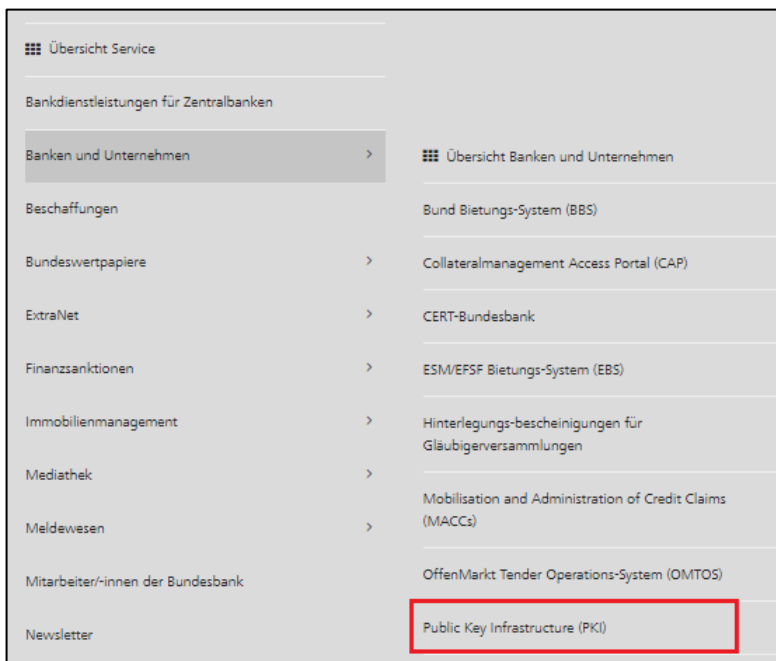 Übersicht Service
Bankdienstleistungen für Zentralbanken
Banken und Unternehmen
Beschaffungen
Bundeswertpapiere
ExtraNet
Finanzsanktionen
Immobilienmanagement
Mediathek
Meldewesen
Mitarbeiter/-innen der Bundesbank
Newsletter
Übersicht Banken und Unternehmen
Bund Bietungs-System (BBS)
Collateralmanagement Access Portal (CAP)
CERT-Bundesbank
ESM/EFSF Bietungs-System (EBS)
Hinterlegungs-bescheinigungen für
Gläubigerversammlungen
Mobilisation and Administration of Credit Claims
(MACCs)
OffenMarkt Tender Operations-System (OMTOS)
Public Key Infrastructure (PKI)